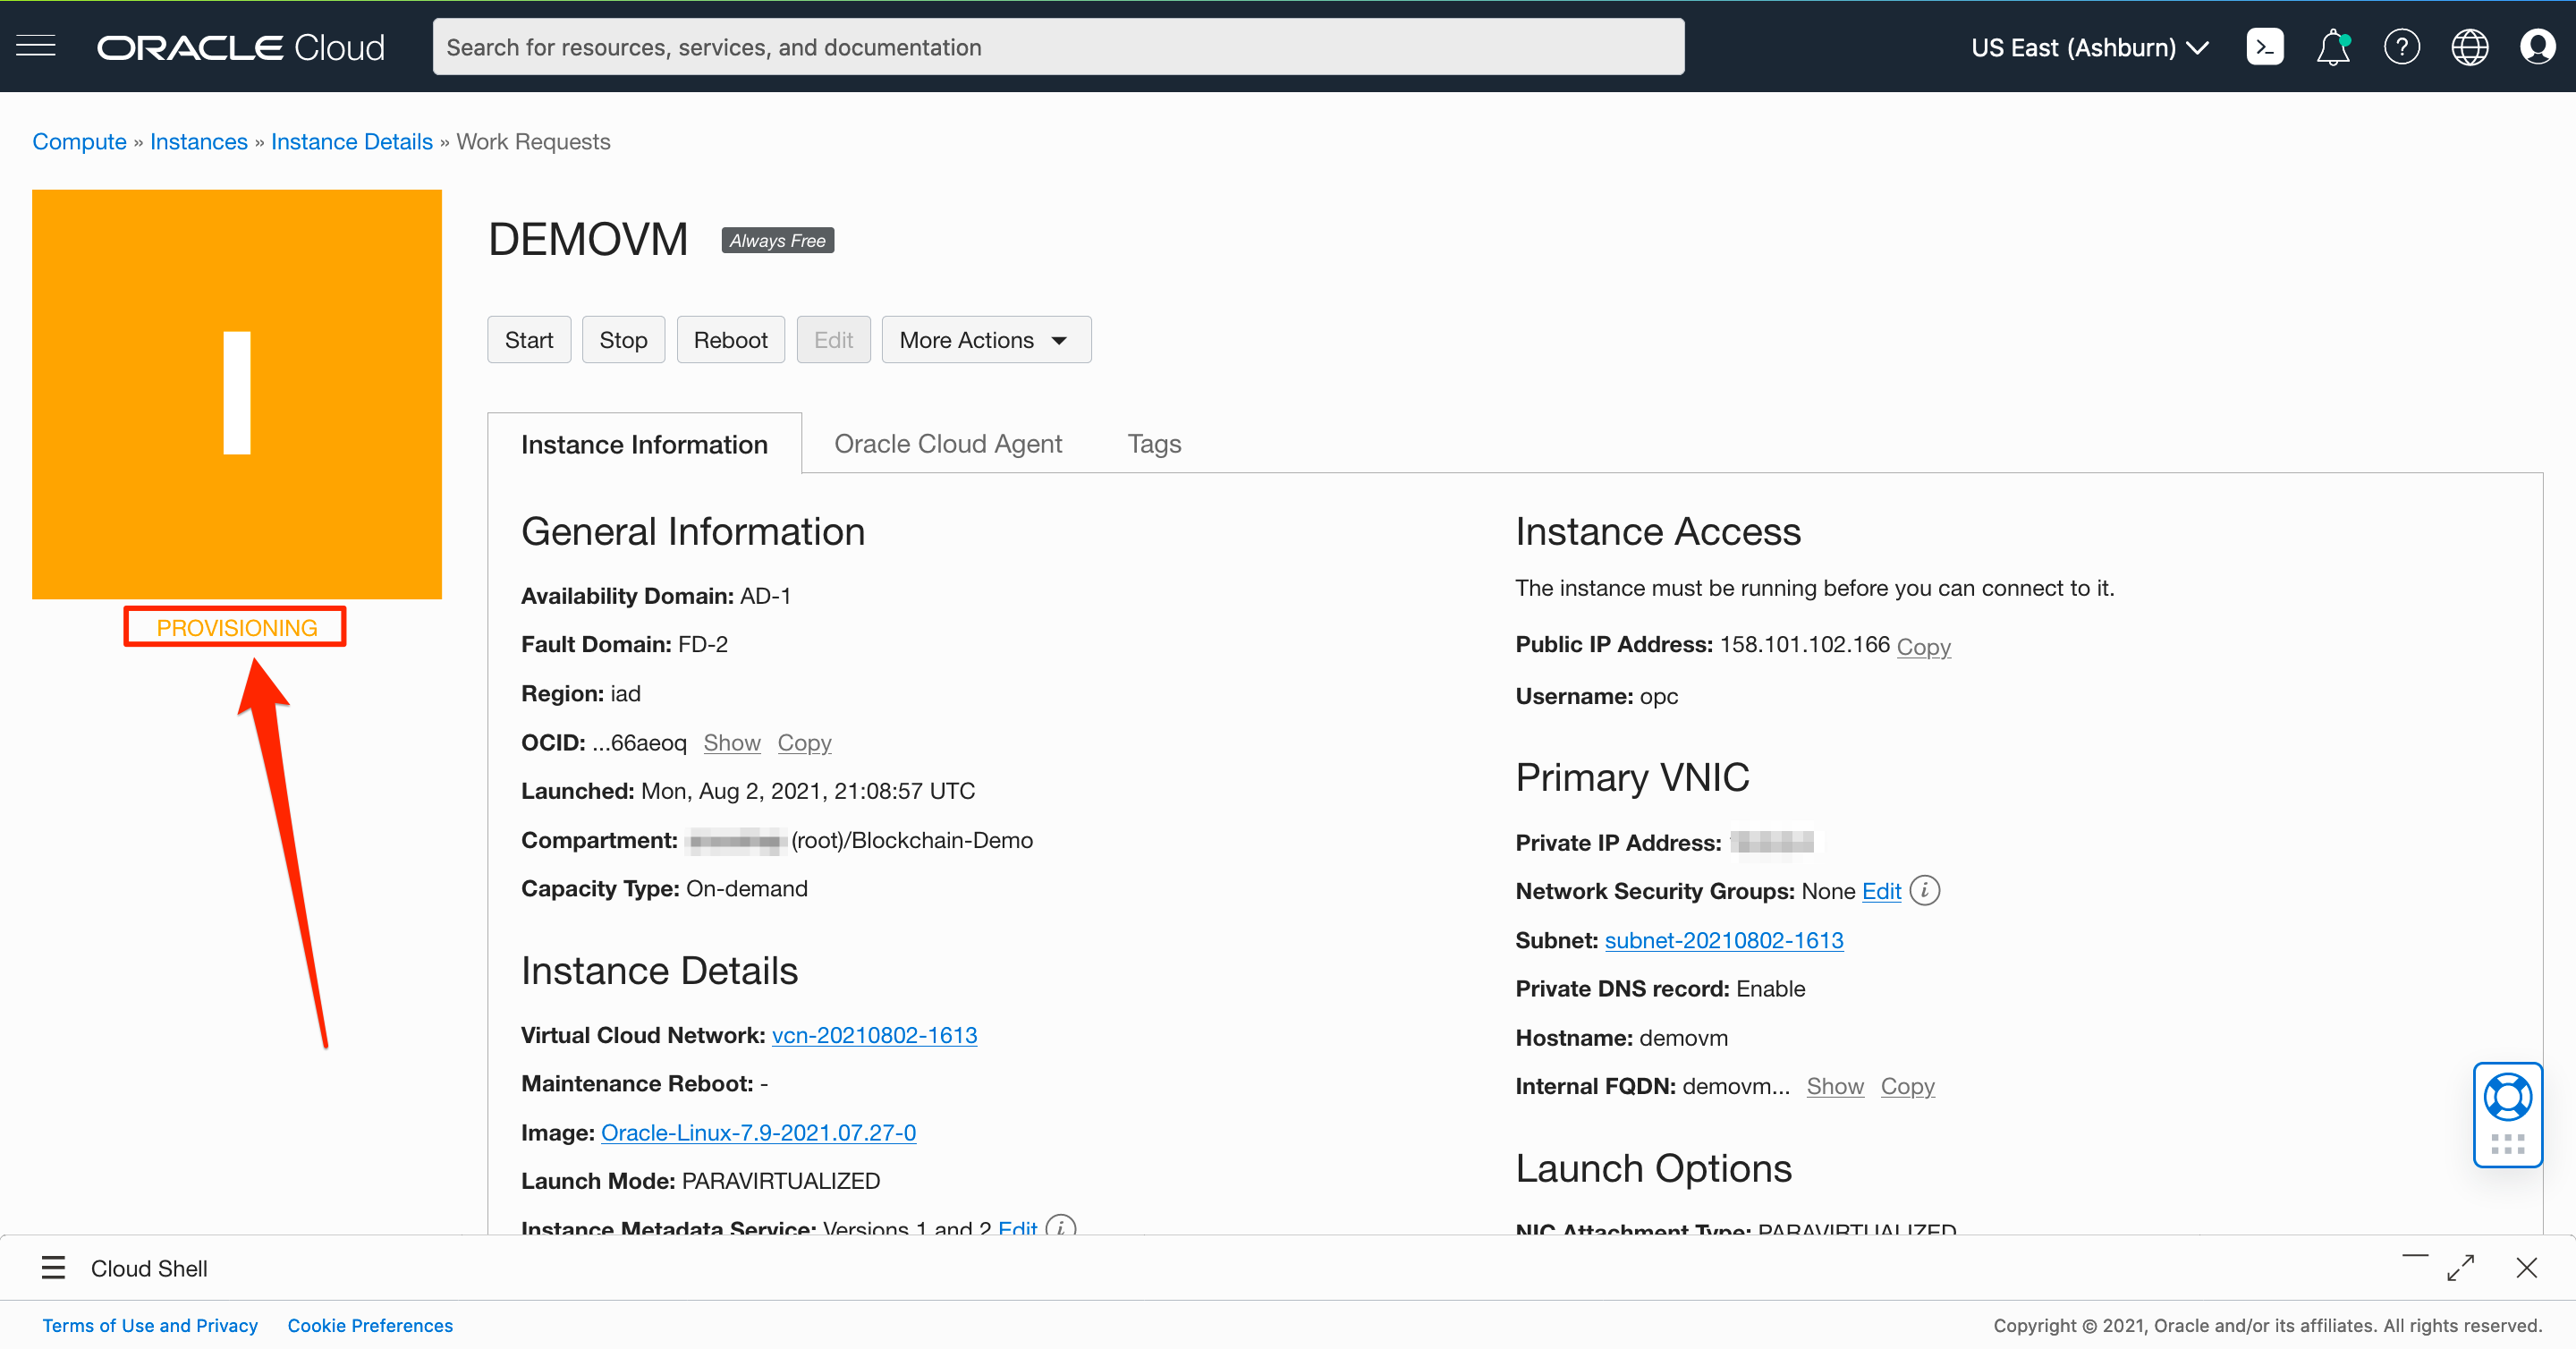 ORACLE Cloud
Search for resources, services, and documentation
US East (Ashburn)
Compute » Instances » Instance Details » Work Requests
I
PROVISIONING
DEMOVM Always Free
Start Stop Reboot Edit More Actions
Instance Information Oracle Cloud Agent Tags
General Information
Availability Domain: AD-1
Fault Domain: FD-2
Region: iad
OCID: ...66aeoq Show Copy
Launched: Mon, Aug 2, 2021, 21:08:57 UTC
Compartment: (root)/Blockchain-Demo
Capacity Type: On-demand
Instance Details
Virtual Cloud Network: vcn-20210802-1613
Maintenance Reboot: -
Image: Oracle-Linux-7.9-2021.07.27-0
Launch Mode: PARAVIRTUALIZED
Instance Metadata Service: Versions 1 and 2 Edit
Instance Access
The instance must be running before you can connect to it.
Public IP Address: 158.101.102.166 Copy
Username: opc
Primary VNIC
Private IP Address:
Network Security Groups: None Edit
Subnet: subnet-20210802-1613
Private DNS record: Enable
Hostname: demovm
Internal FQDN: demovm... Show Copy
Launch Options
NIC Attachment Type: PARAVIRTUALIZED
Cloud Shell
Terms of Use and Privacy Cookie Preferences
Copyright © 2021, Oracle and/or its affiliates. All rights reserved.